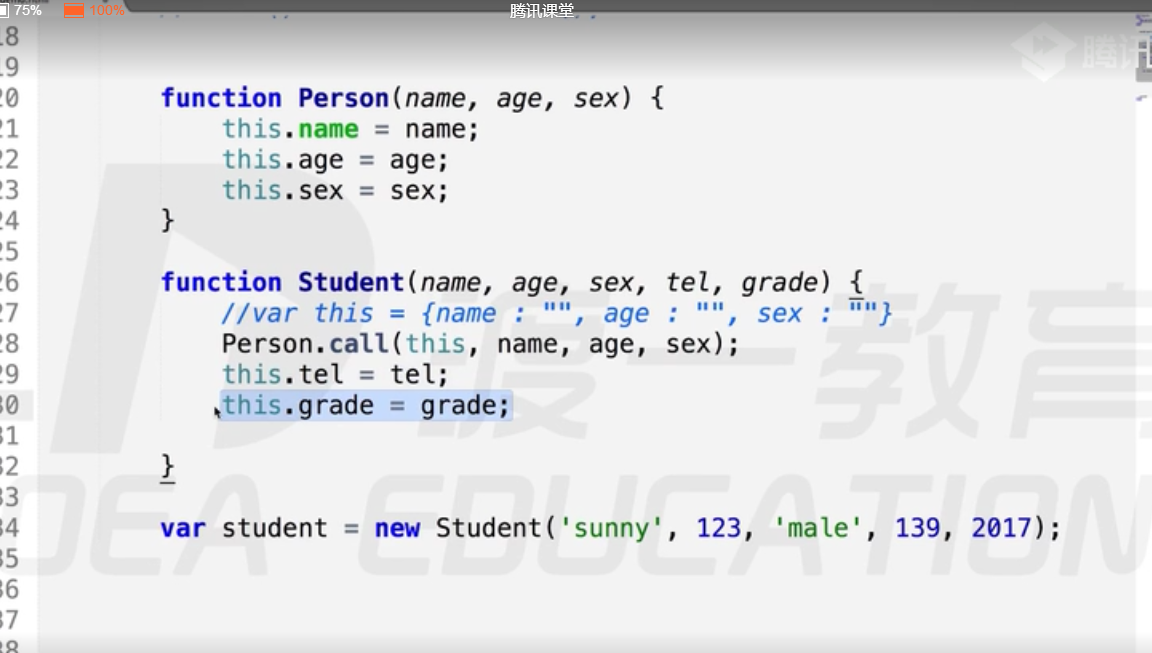 75% 100% 腾讯课堂
腾讯
18
19
20 function Person(name, age, sex) {
21 this.name = name;
22 this.age = age;
23 this.sex = sex;
24 }
25
26 function Student(name, age, sex, tel, grade) {
27 //var this = {name : "", age : "", sex : ""}
28 Person.call(this, name, age, sex);
29 this.tel = tel;
30 this.grade = grade;
31
32 }
33
34 var student = new Student('sunny', 123, 'male', 139, 2017);
35
36
37
38
渡一教育
EDUCATION